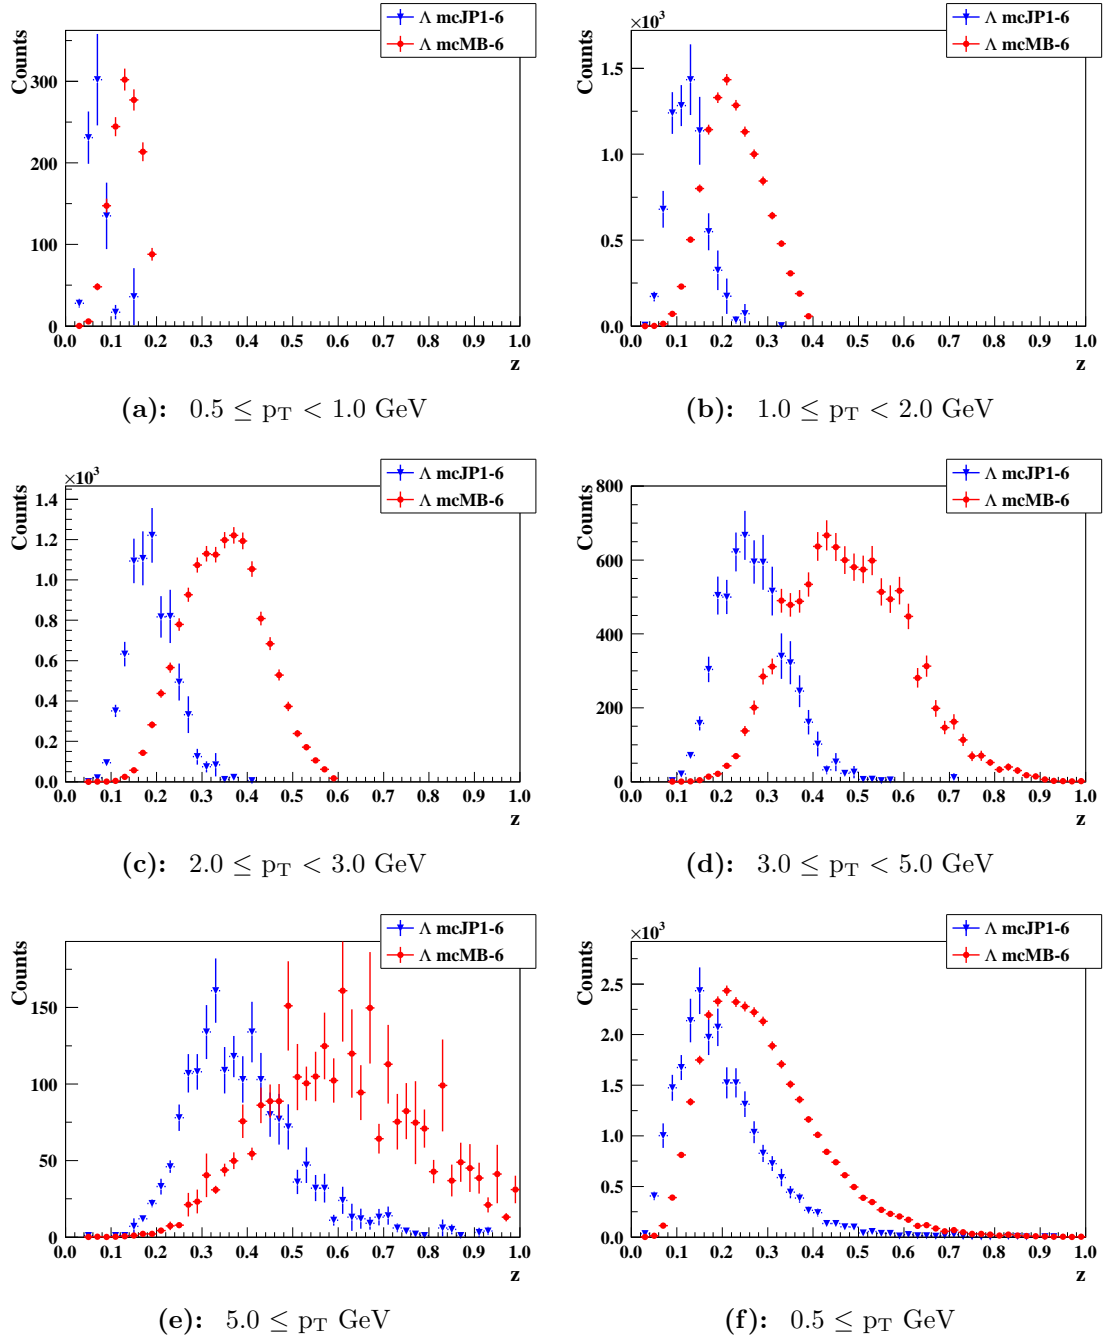 Λ mcJP1-6
Λ mcMB-6
Counts
300
200
100
0
0.0 0.1 0.2 0.3 0.4 0.5 0.6 0.7 0.8 0.9 1.0
z
(a): 0.5 ≤ pT < 1.0 GeV
Λ mcJP1-6
Λ mcMB-6
×10³
Counts
1.5
1.0
0.5
0.0
0.0 0.1 0.2 0.3 0.4 0.5 0.6 0.7 0.8 0.9 1.0
z
(b): 1.0 ≤ pT < 2.0 GeV
Λ mcJP1-6
Λ mcMB-6
×10³
Counts
1.4
1.2
1.0
0.8
0.6
0.4
0.2
0.0
0.0 0.1 0.2 0.3 0.4 0.5 0.6 0.7 0.8 0.9 1.0
z
(c): 2.0 ≤ pT < 3.0 GeV
Λ mcJP1-6
Λ mcMB-6
Counts
800
600
400
200
0
0.0 0.1 0.2 0.3 0.4 0.5 0.6 0.7 0.8 0.9 1.0
z
(d): 3.0 ≤ pT < 5.0 GeV
Λ mcJP1-6
Λ mcMB-6
Counts
150
100
50
0
0.0 0.1 0.2 0.3 0.4 0.5 0.6 0.7 0.8 0.9 1.0
z
(e): 5.0 ≤ pT GeV
Λ mcJP1-6
Λ mcMB-6
×10³
Counts
2.5
2.0
1.5
1.0
0.5
0.0
0.0 0.1 0.2 0.3 0.4 0.5 0.6 0.7 0.8 0.9 1.0
z
(f): 0.5 ≤ pT GeV